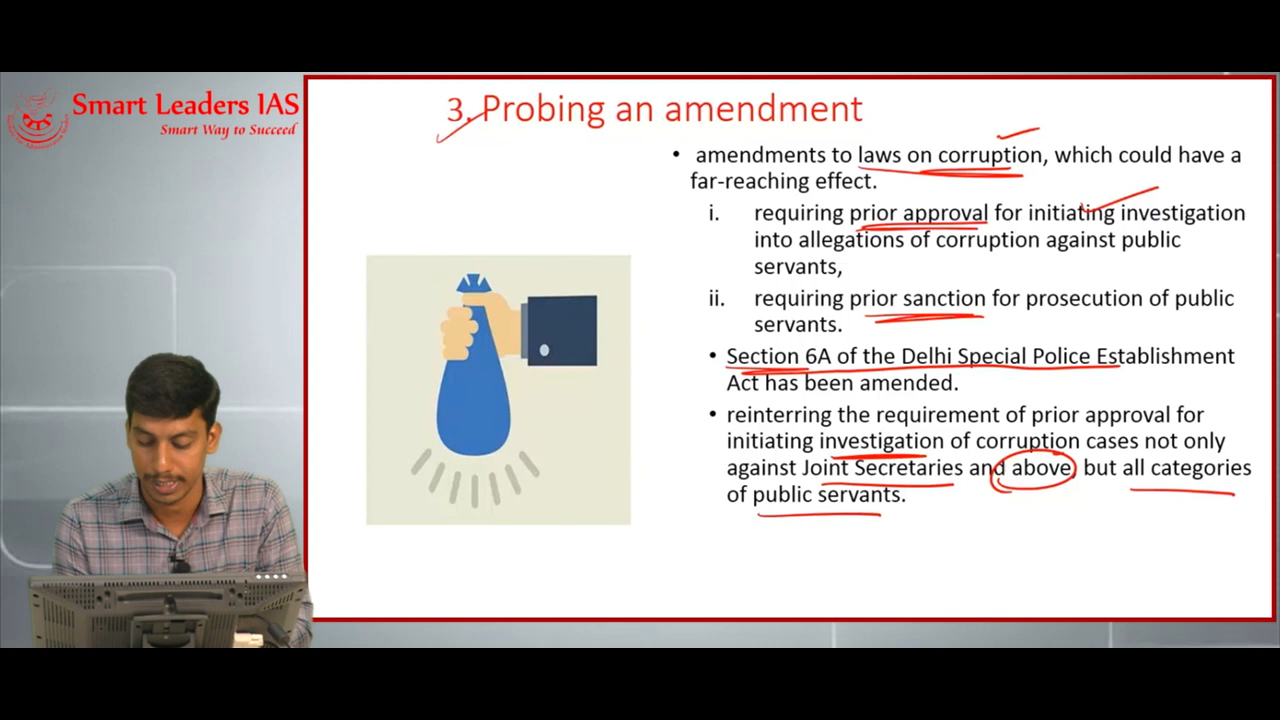 Smart Leaders IAS
Smart Way to Succeed
3. Probing an amendment
• amendments to laws on corruption, which could have a
far-reaching effect.
i. requiring prior approval for initiating investigation
into allegations of corruption against public
servants,
ii. requiring prior sanction for prosecution of public
servants.
• Section 6A of the Delhi Special Police Establishment
Act has been amended.
• reinterring the requirement of prior approval for
initiating investigation of corruption cases not only
against Joint Secretaries and above, but all categories
of public servants.